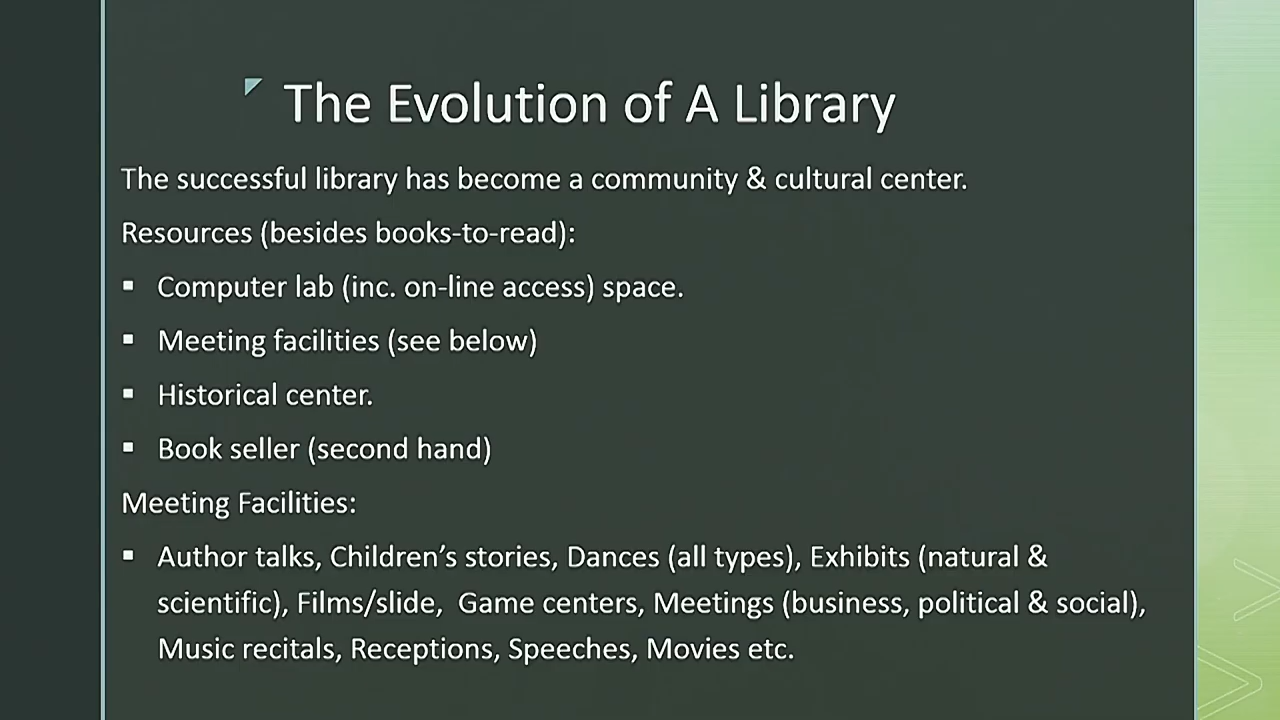 The Evolution of A Library
The successful library has become a community & cultural center.
Resources (besides books-to-read):
▪ Computer lab (inc. on-line access) space.
▪ Meeting facilities (see below)
▪ Historical center.
▪ Book seller (second hand)
Meeting Facilities:
▪ Author talks, Children’s stories, Dances (all types), Exhibits (natural &
scientific), Films/slide, Game centers, Meetings (business, political & social),
Music recitals, Receptions, Speeches, Movies etc.